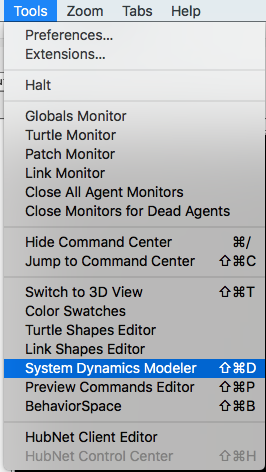 Tools Zoom Tabs Help
Preferences...
Extensions...
Halt
Globals Monitor
Turtle Monitor
Patch Monitor
Link Monitor
Close All Agent Monitors
Close Monitors for Dead Agents
Hide Command Center ⌘/
Jump to Command Center ⇧⌘C
Switch to 3D View ⇧⌘T
Color Swatches
Turtle Shapes Editor
Link Shapes Editor
System Dynamics Modeler ⇧⌘D
Preview Commands Editor ⇧⌘P
BehaviorSpace ⇧⌘B
HubNet Client Editor
HubNet Control Center ⇧⌘H